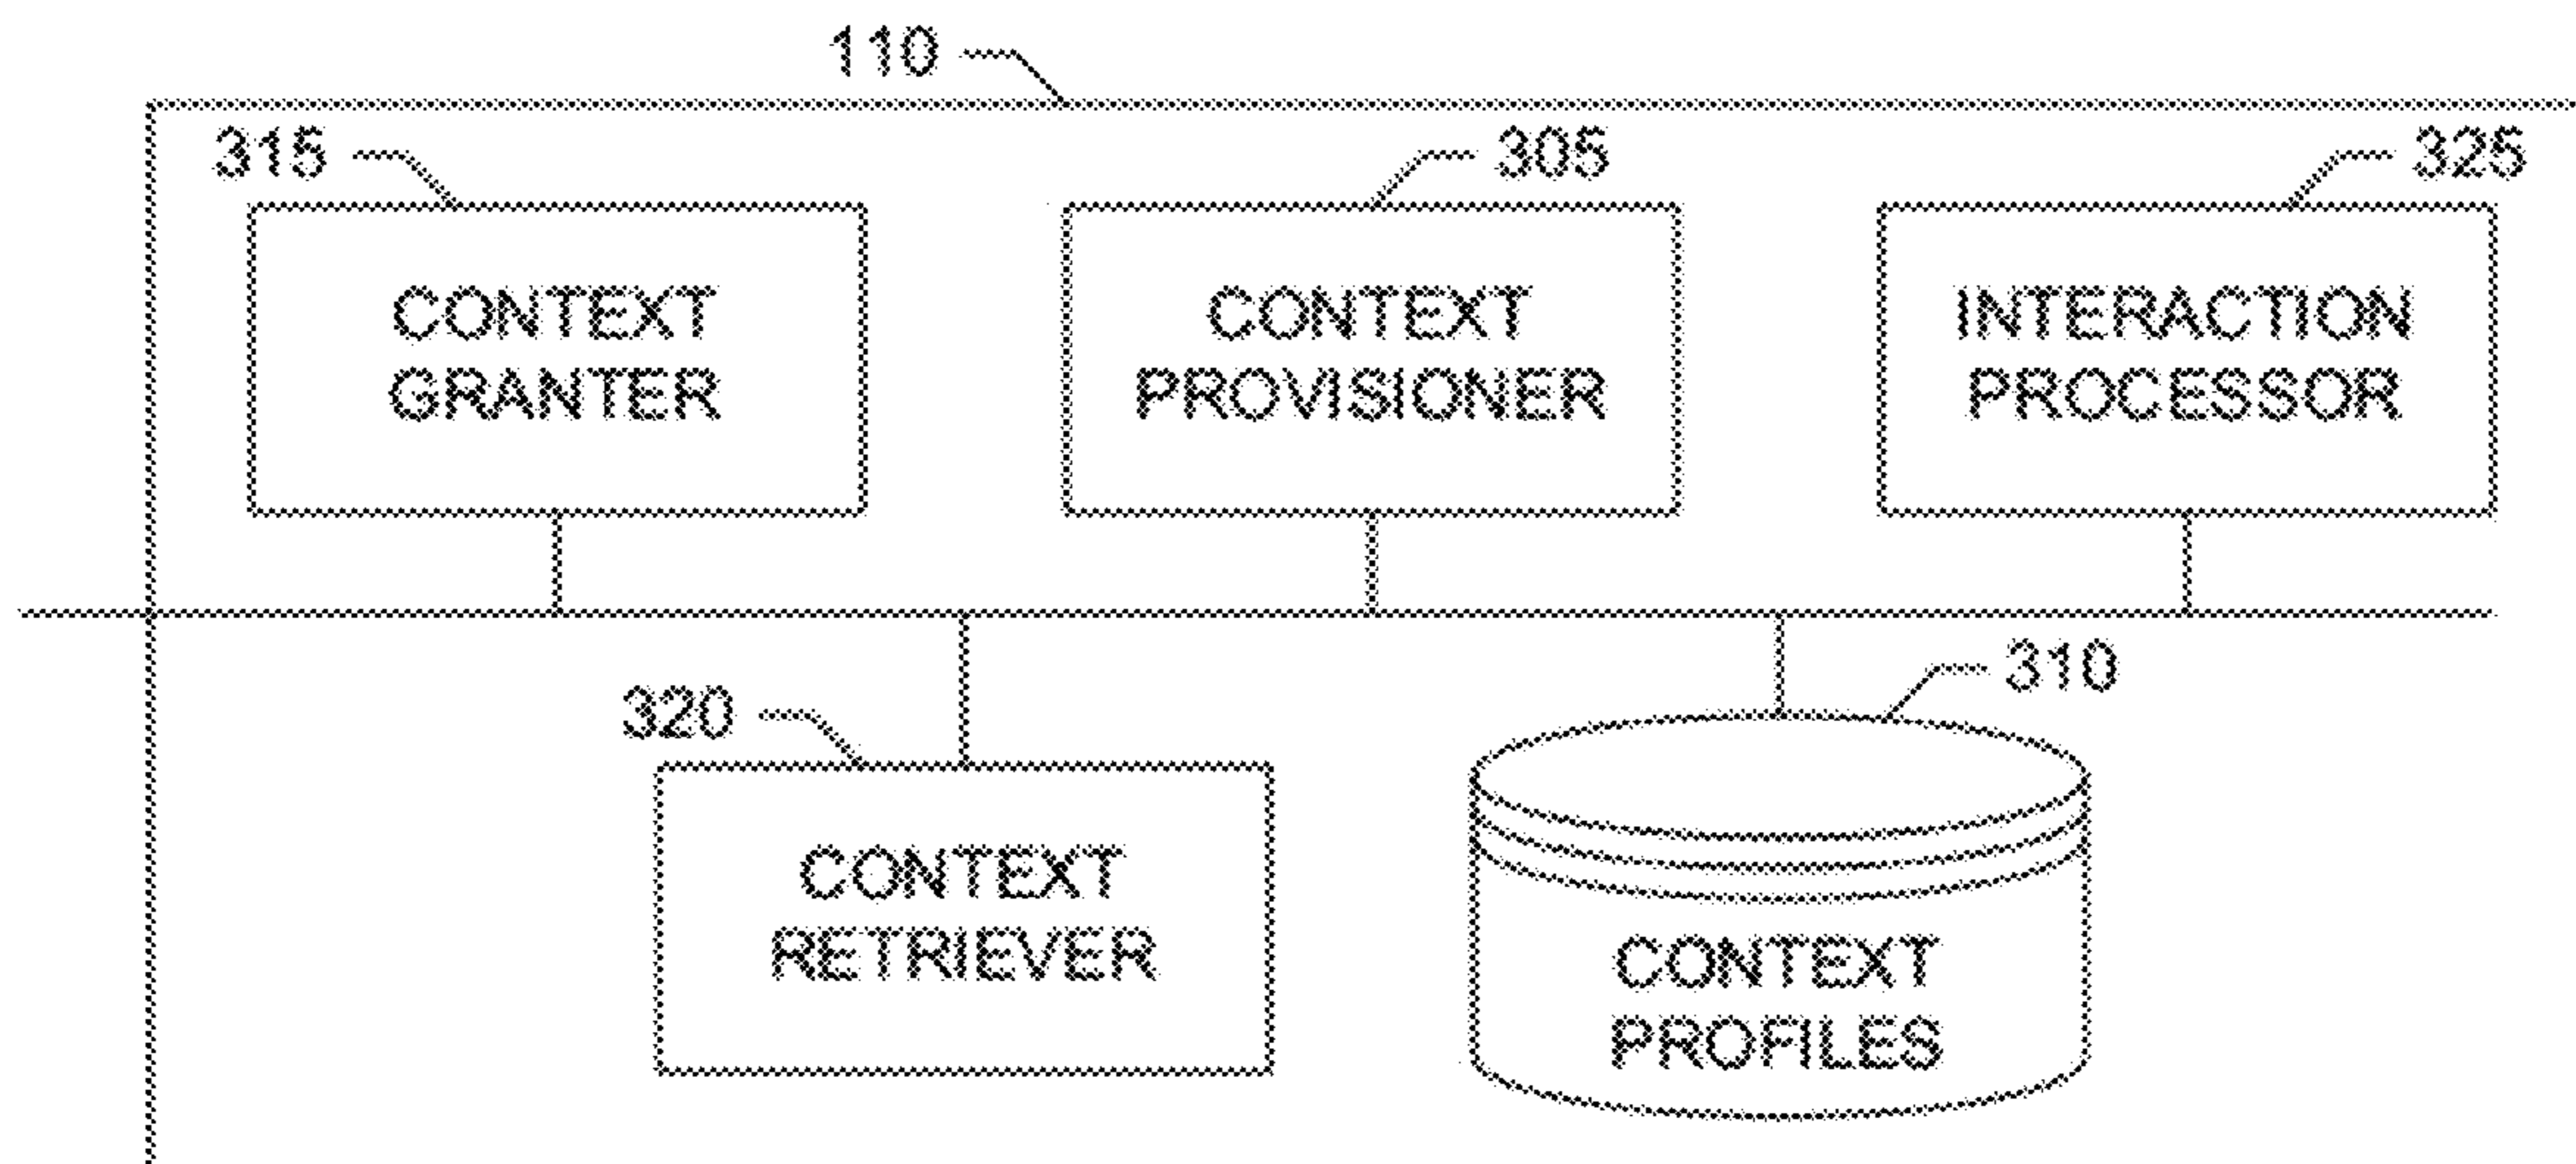 110
315
305
325
CONTEXT
GRANTER
CONTEXT
PROVISIONER
INTERACTION
PROCESSOR
310
320
CONTEXT
RETRIEVER
CONTEXT
PROFILES